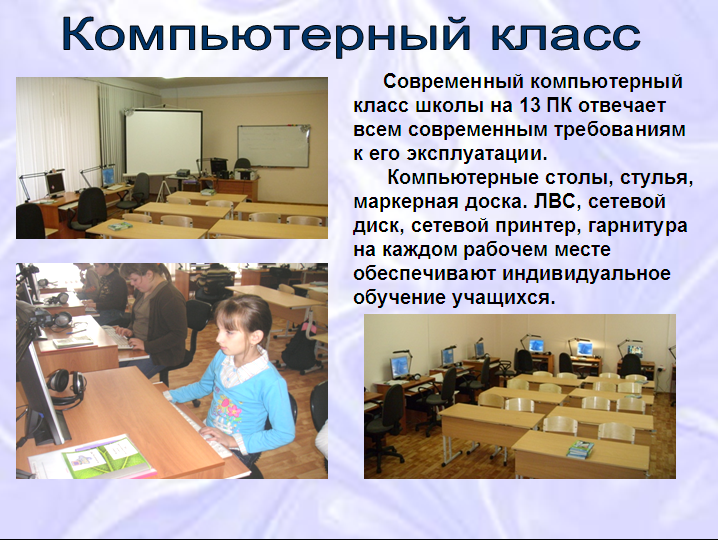 Компьютерный класс
Современный компьютерный
класс школы на 13 ПК отвечает
всем современным требованиям
к его эксплуатации.
Компьютерные столы, стулья,
маркерная доска. ЛВС, сетевой
диск, сетевой принтер, гарнитура
на каждом рабочем месте
обеспечивают индивидуальное
обучение учащихся.